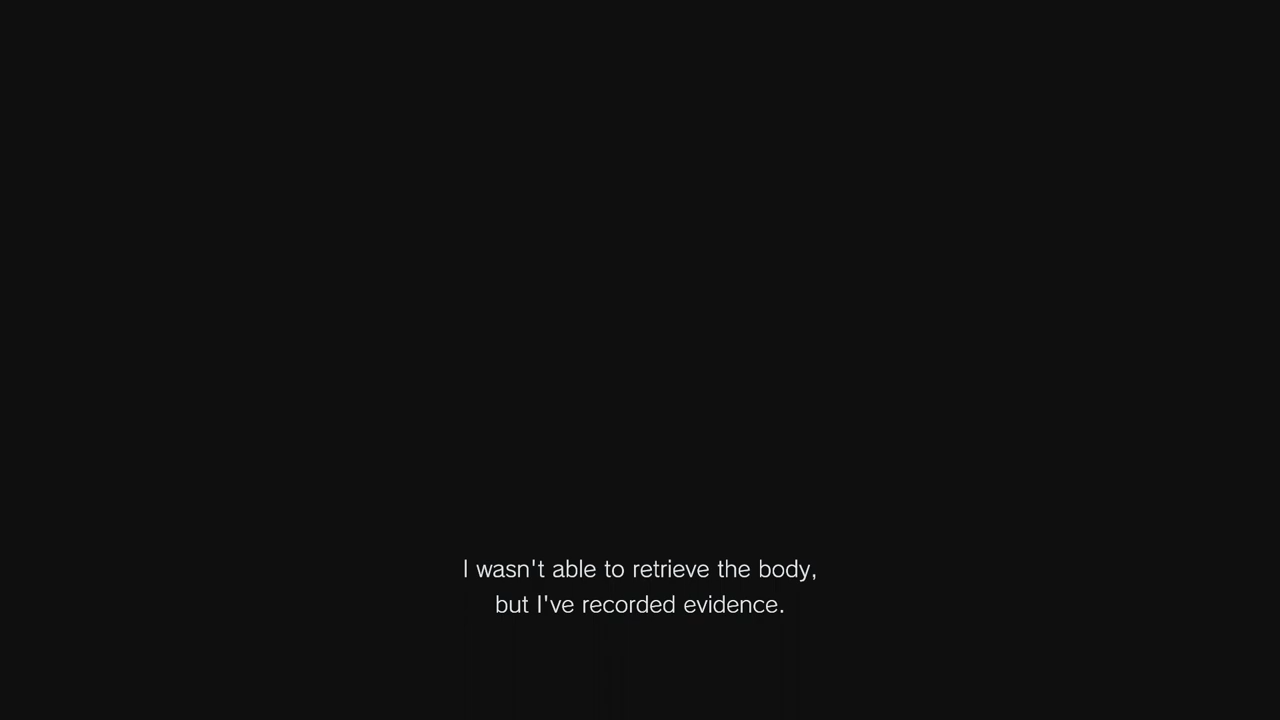 I wasn't able to retrieve the body,
but I've recorded evidence.